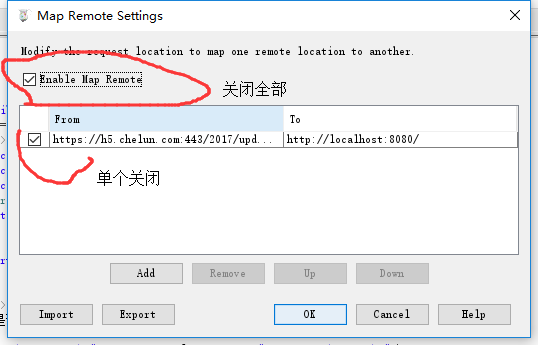 Map Remote Settings
Modify the request location to map one remote location to another.
Enable Map Remote
关闭全部
From To
https://h5.chelun.com:443/2017/upd... http://localhost:8080/
单个关闭
Add Remove Up Down
Import Export OK Cancel Help